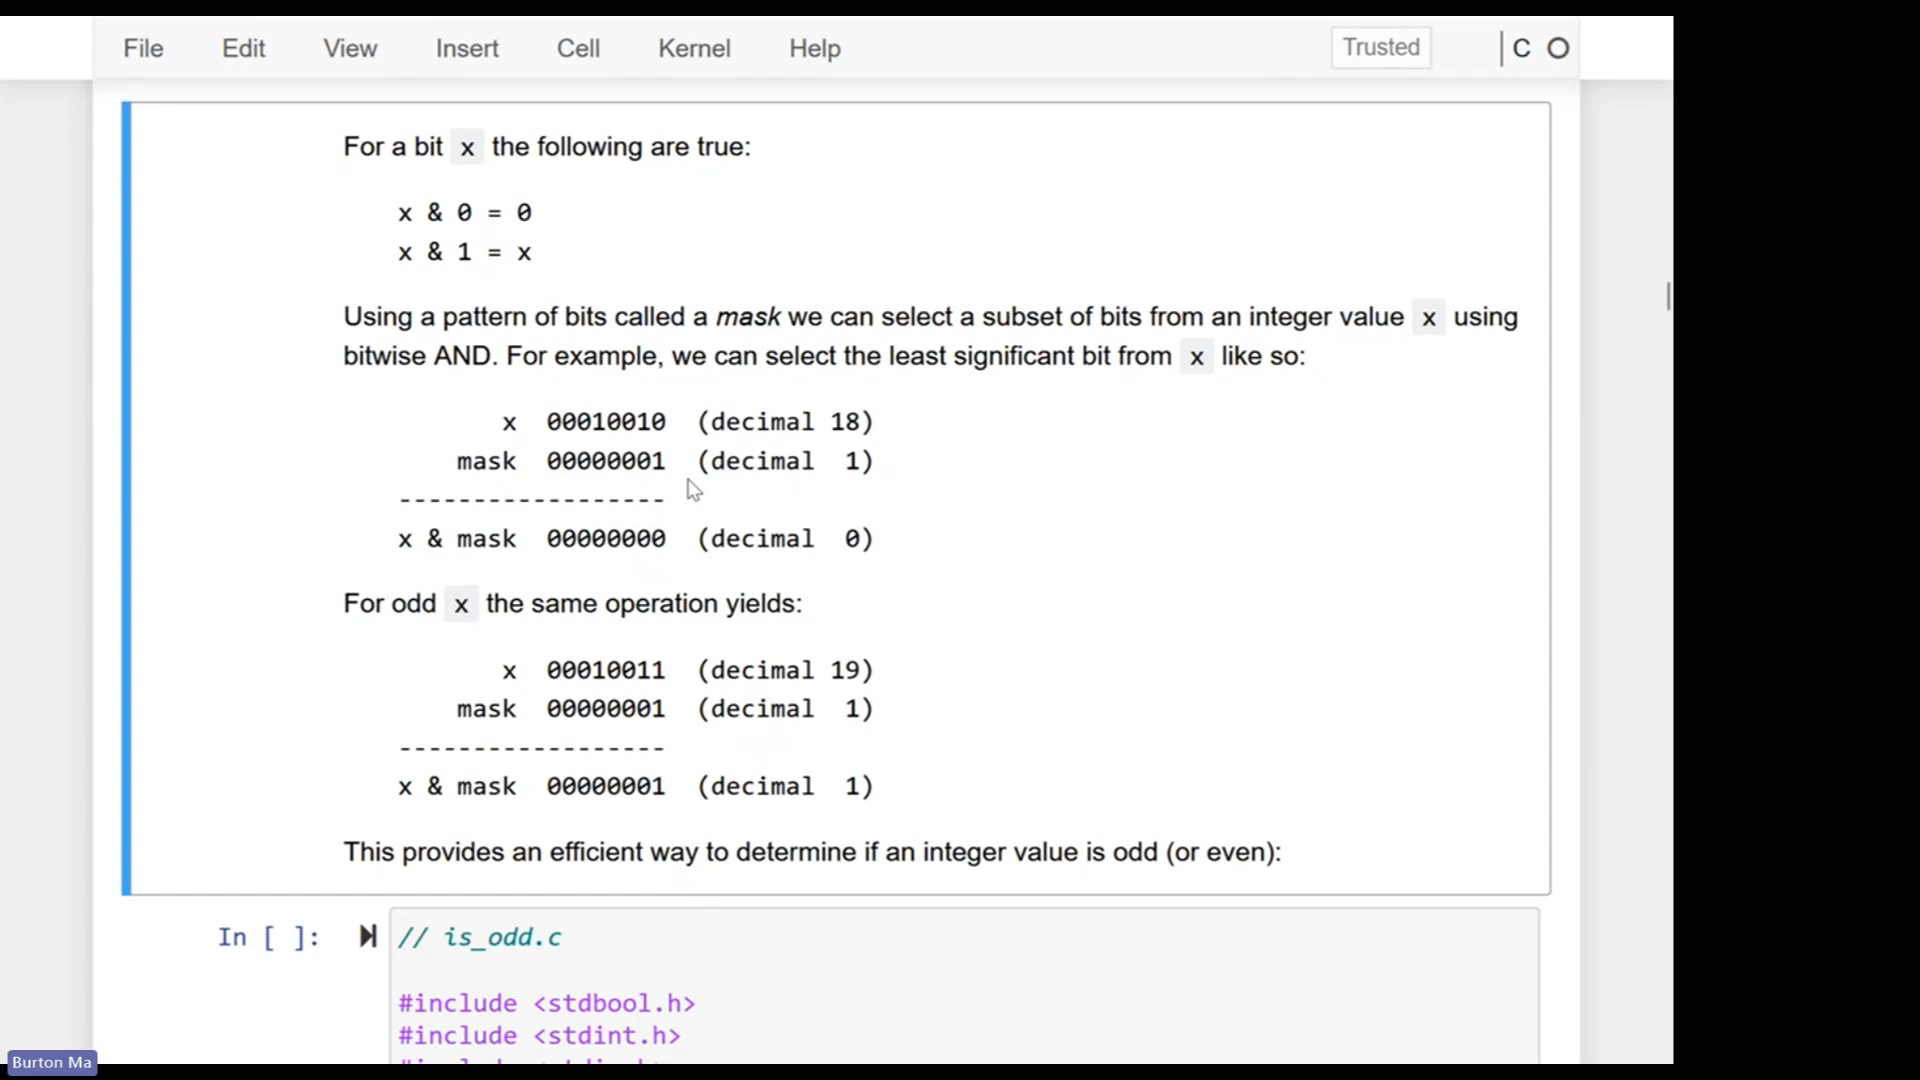 File Edit View Insert Cell Kernel Help Trusted C
For a bit x the following are true:
x & 0 = 0
x & 1 = x
Using a pattern of bits called a mask we can select a subset of bits from an integer value x using
bitwise AND. For example, we can select the least significant bit from x like so:
x 00010010 (decimal 18)
mask 00000001 (decimal 1)
------------------
x & mask 00000000 (decimal 0)
For odd x the same operation yields:
x 00010011 (decimal 19)
mask 00000001 (decimal 1)
------------------
x & mask 00000001 (decimal 1)
This provides an efficient way to determine if an integer value is odd (or even):
In [ ]: // is_odd.c
#include <stdbool.h>
#include <stdint.h>
Burton Ma